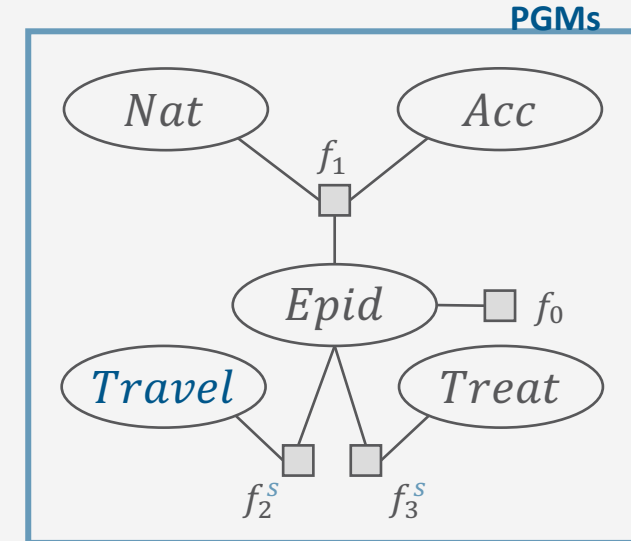 PGMs
Nat Acc
f₁
Epid f₀
Travel Treat
f₂ˢ f₃ˢ